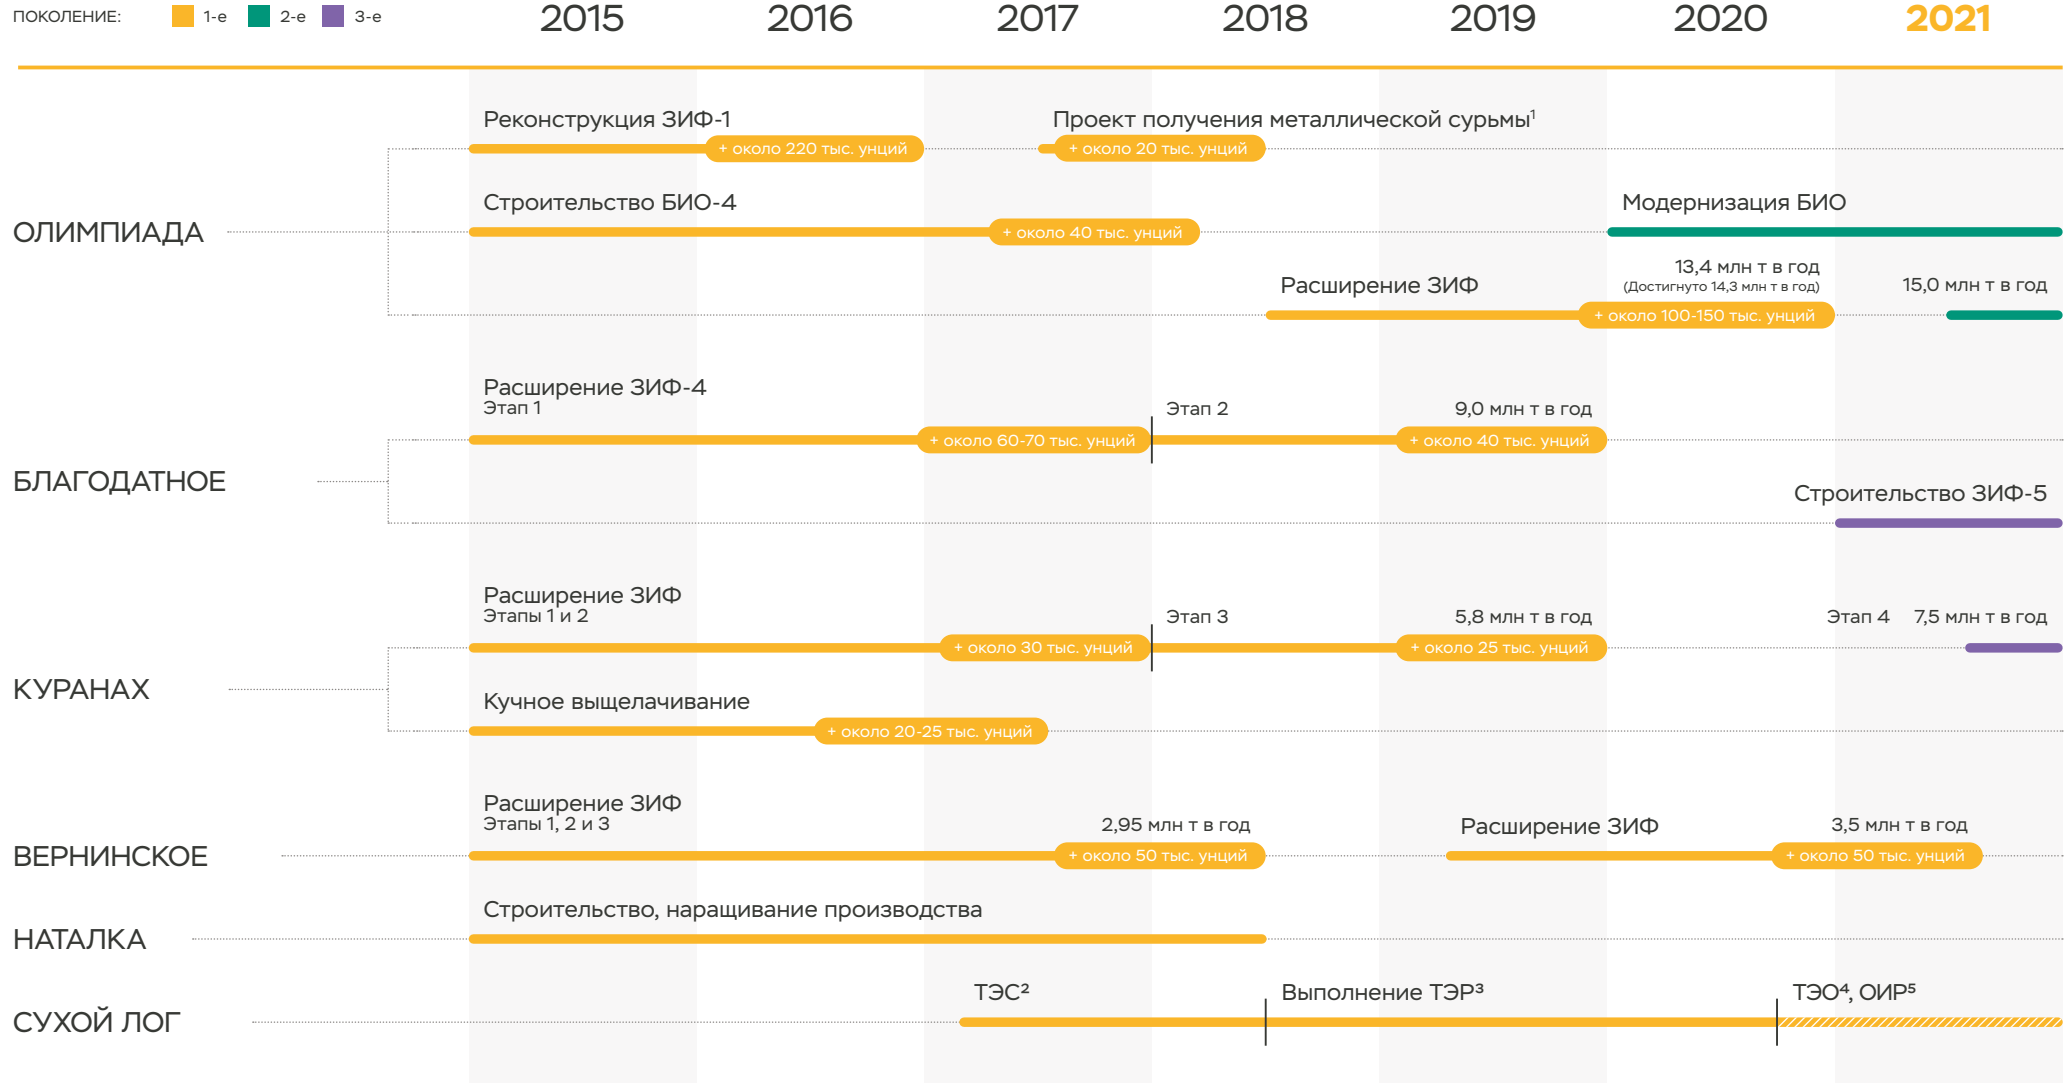 ПОКОЛЕНИЕ: 1-е 2-е 3-е 2015 2016 2017 2018 2019 2020 2021
Реконструкция ЗИФ-1 Проект получения металлической сурьмы¹
+ около 220 тыс. унций + около 20 тыс. унций
ОЛИМПИАДА
Строительство БИО-4 Модернизация БИО
+ около 40 тыс. унций
Расширение ЗИФ 13,4 млн т в год 15,0 млн т в год
(Достигнуто 14,3 млн т в год)
+ около 100-150 тыс. унций
Расширение ЗИФ-4
Этап 1 Этап 2 9,0 млн т в год
+ около 60-70 тыс. унций + около 40 тыс. унций
БЛАГОДАТНОЕ
Строительство ЗИФ-5
Расширение ЗИФ
Этапы 1 и 2 Этап 3 5,8 млн т в год Этап 4 7,5 млн т в год
+ около 30 тыс. унций + около 25 тыс. унций
КУРАНАХ
Кучное выщелачивание
+ около 20-25 тыс. унций
Расширение ЗИФ
Этапы 1, 2 и 3 2,95 млн т в год Расширение ЗИФ 3,5 млн т в год
ВЕРНИНСКОЕ + около 50 тыс. унций + около 50 тыс. унций
Строительство, наращивание производства
НАТАЛКА
ТЭС² Выполнение ТЭР³ ТЭО⁴, ОИР⁵
СУХОЙ ЛОГ